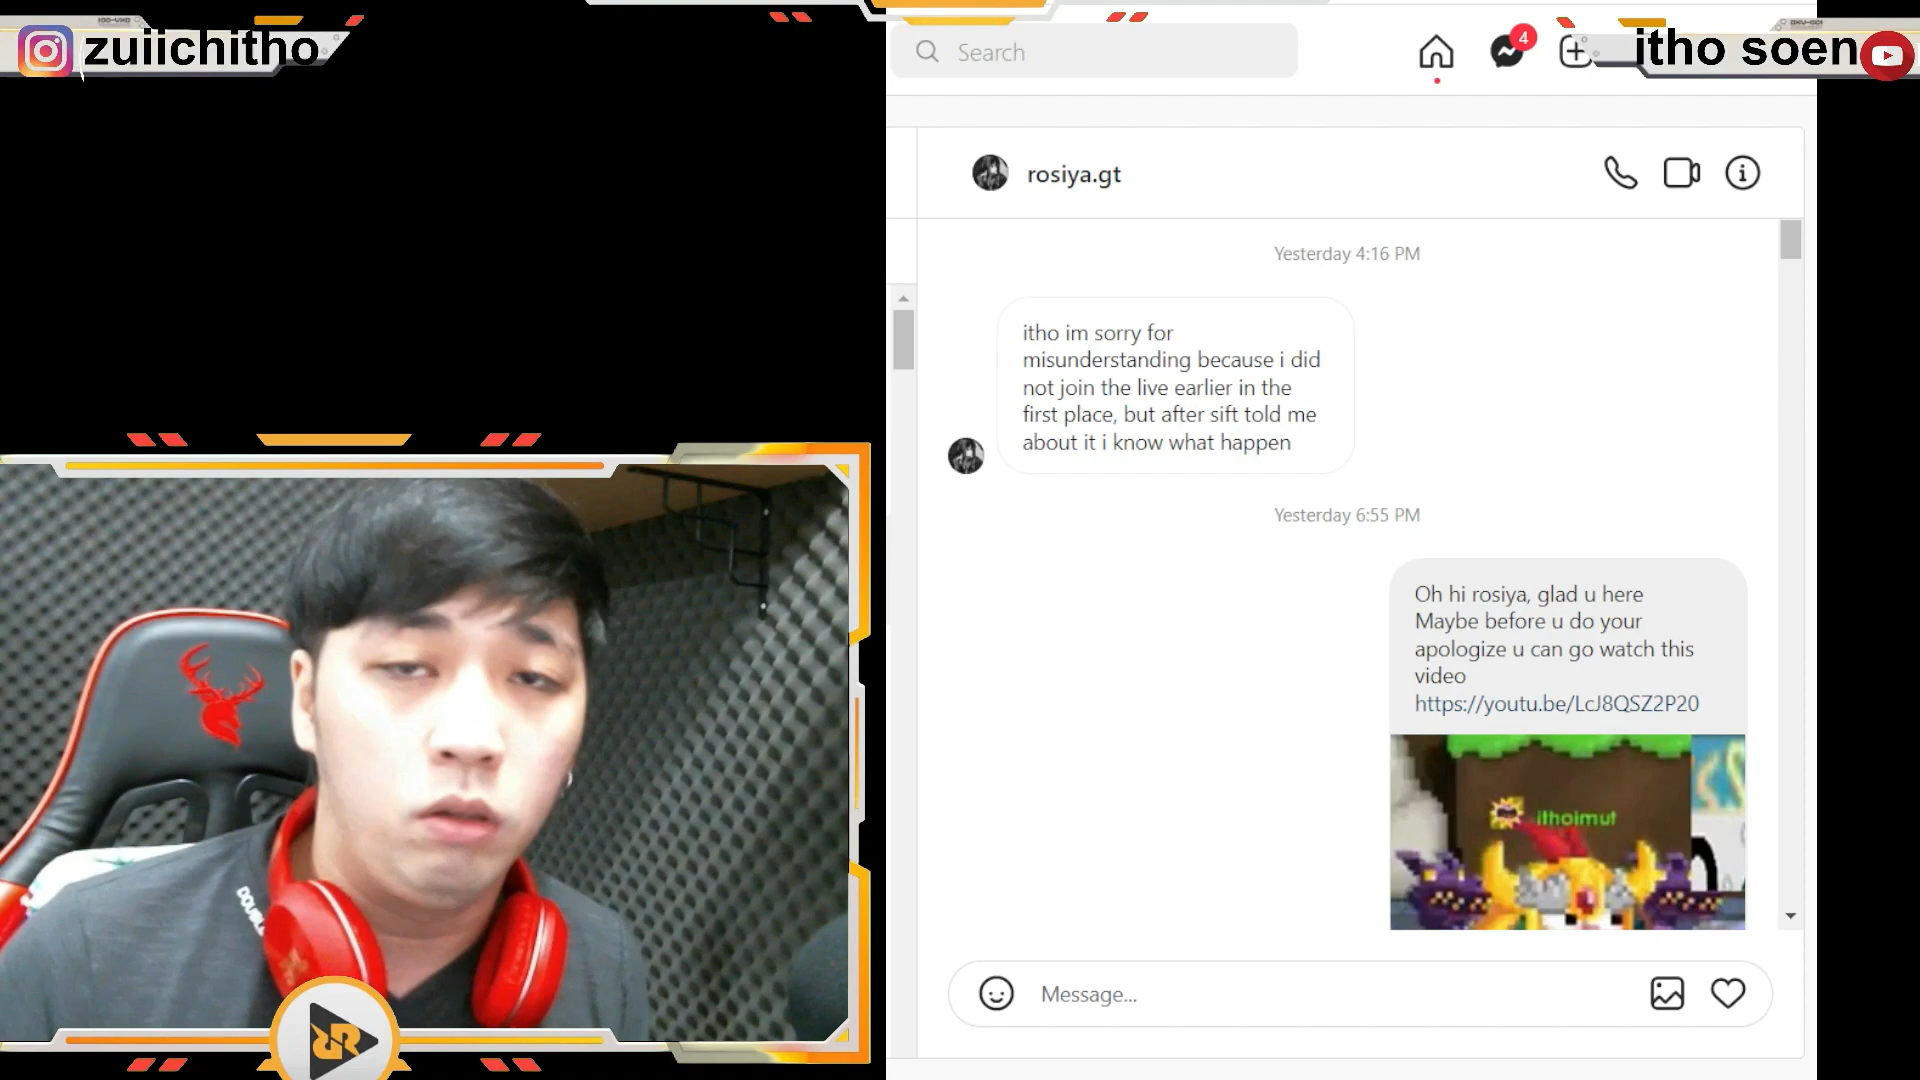 zuiichitho
Search
4
itho soen
rosiya.gt
Yesterday 4:16 PM
itho im sorry for
misunderstanding because i did
not join the live earlier in the
first place, but after sift told me
about it i know what happen
Yesterday 6:55 PM
Oh hi rosiya, glad u here
Maybe before u do your
apologize u can go watch this
video
https://youtu.be/LcJ8QSZ2P20
ithoimut
DOUBLE
Message...